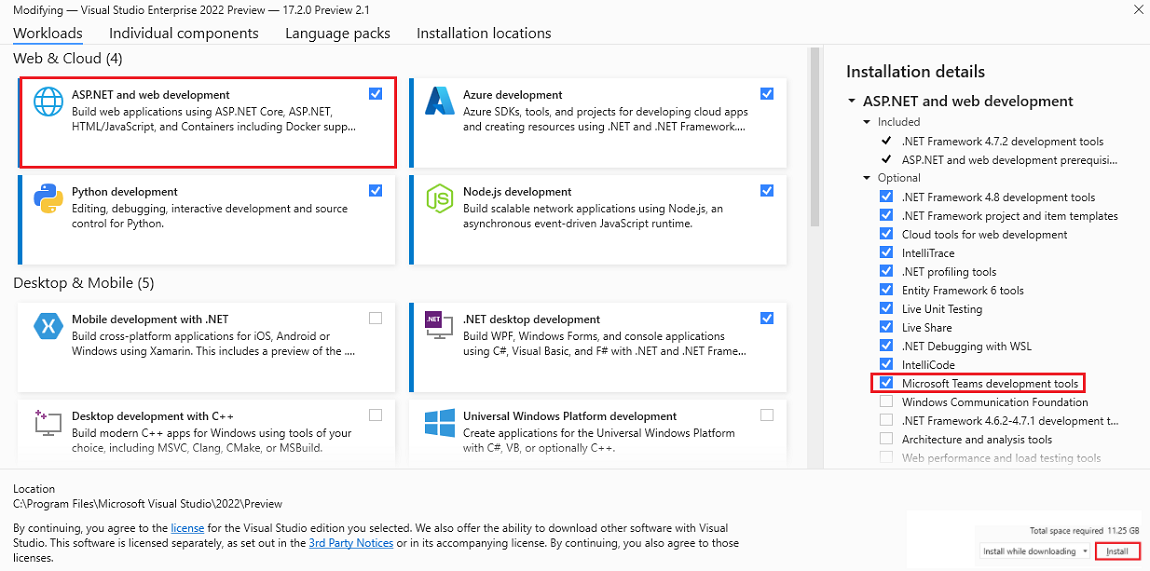 Modifying — Visual Studio Enterprise 2022 Preview — 17.2.0 Preview 2.1
Workloads Individual components Language packs Installation locations
Web & Cloud (4)
ASP.NET and web development
Build web applications using ASP.NET Core, ASP.NET,
HTML/JavaScript, and Containers including Docker supp...
Azure development
Azure SDKs, tools, and projects for developing cloud apps
and creating resources using .NET and .NET Framework....
Python development
Editing, debugging, interactive development and source
control for Python.
Node.js development
Build scalable network applications using Node.js, an
asynchronous event-driven JavaScript runtime.
Desktop & Mobile (5)
Mobile development with .NET
Build cross-platform applications for iOS, Android or
Windows using Xamarin. This includes a preview of the ....
.NET
.NET desktop development
Build WPF, Windows Forms, and console applications
using C#, Visual Basic, and F# with .NET and .NET Frame...
Desktop development with C++
Build modern C++ apps for Windows using tools of your
choice, including MSVC, Clang, CMake, or MSBuild.
Universal Windows Platform development
Create applications for the Universal Windows Platform
with C#, VB, or optionally C++.
Installation details
ASP.NET and web development
Included
.NET Framework 4.7.2 development tools
ASP.NET and web development prerequisi...
Optional
.NET Framework 4.8 development tools
.NET Framework project and item templates
Cloud tools for web development
IntelliTrace
.NET profiling tools
Entity Framework 6 tools
Live Unit Testing
Live Share
.NET Debugging with WSL
IntelliCode
Microsoft Teams development tools
Windows Communication Foundation
.NET Framework 4.6.2-4.7.1 development t...
Architecture and analysis tools
Web performance and load testing tools
Location
C:\Program Files\Microsoft Visual Studio\2022\Preview
By continuing, you agree to the license for the Visual Studio edition you selected. We also offer the ability to download other software with Visual
Studio. This software is licensed separately, as set out in the 3rd Party Notices or in its accompanying license. By continuing, you also agree to those
licenses.
Total space required 11.25 GB
Install while downloading Install